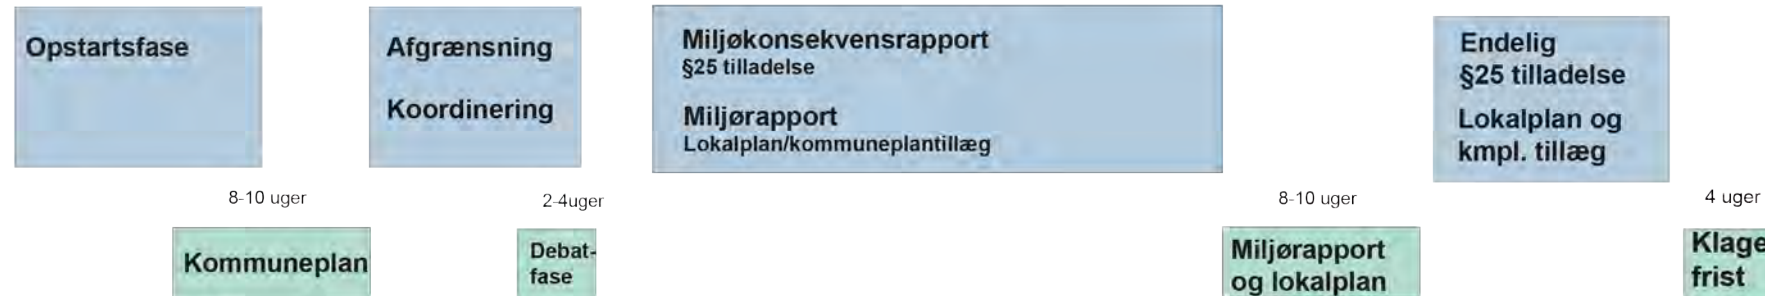 Opstartsfase
Afgrænsning
Koordinering
Miljøkonsekvensrapport
§25 tilladelse
Miljørapport
Lokalplan/kommuneplantillæg
Endelig
§25 tilladelse
Lokalplan og
kmpl. tillæg
8-10 uger
2-4uger
8-10 uger
4 uger
Kommuneplan
Debat-
fase
Miljørapport
og lokalplan
Klage
frist